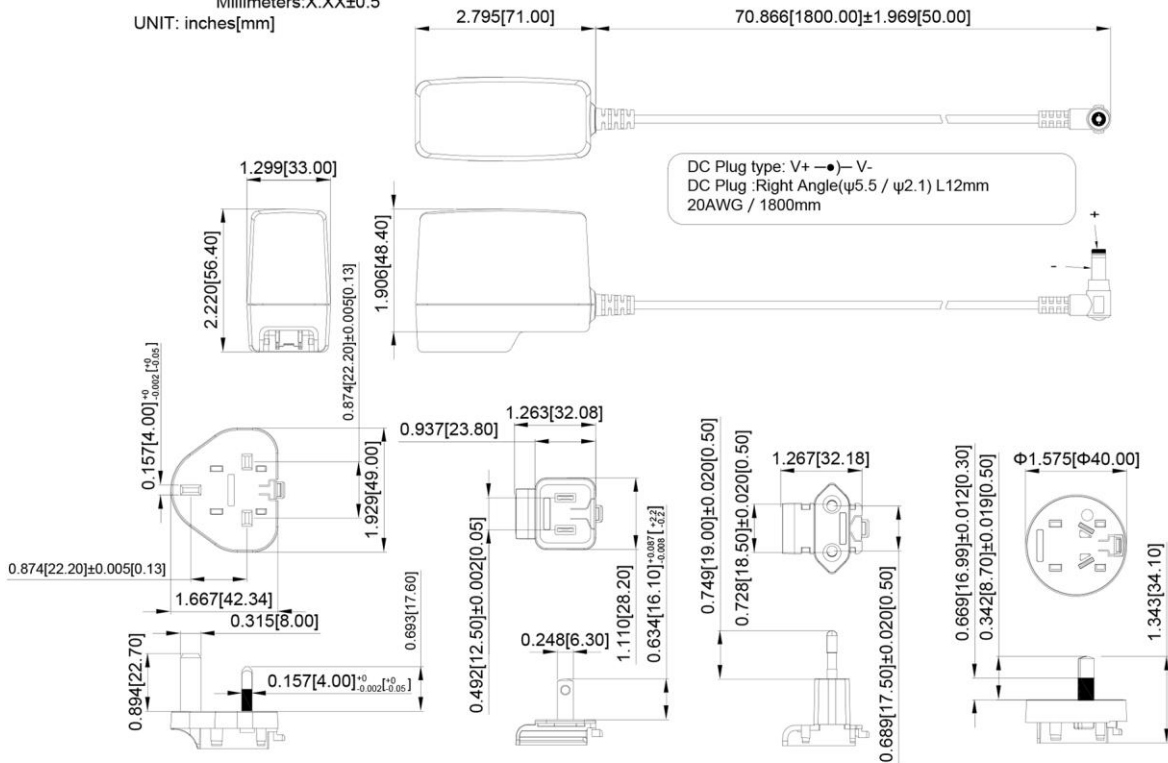 Millimeters:X.XX±0.5
UNIT: inches[mm]
2.795[71.00]
70.866[1800.00]±1.969[50.00]
DC Plug type: V+ —●)— V-
DC Plug :Right Angle(ψ5.5 / ψ2.1) L12mm
20AWG / 1800mm
1.299[33.00]
2.220[56.40]
1.906[48.40]
+
-
0.157[4.00]+0 -0.002[+0 -0.05]
0.874[22.20]±0.005[0.13]
1.929[49.00]
0.874[22.20]±0.005[0.13]
1.667[42.34]
0.315[8.00]
0.894[22.70]
0.693[17.60]
0.157[4.00]+0 -0.002[+0 -0.05]
1.263[32.08]
0.937[23.80]
0.492[12.50]±0.002[0.05]
1.110[28.20]
0.634[16.10]+0.087 -0.008[+2.2 -0.2]
0.248[6.30]
1.267[32.18]
0.749[19.00]±0.020[0.50]
0.728[18.50]±0.020[0.50]
0.689[17.50]±0.020[0.50]
Φ1.575[Φ40.00]
0.669[16.99]±0.012[0.30]
0.342[8.70]±0.019[0.50]
1.343[34.10]